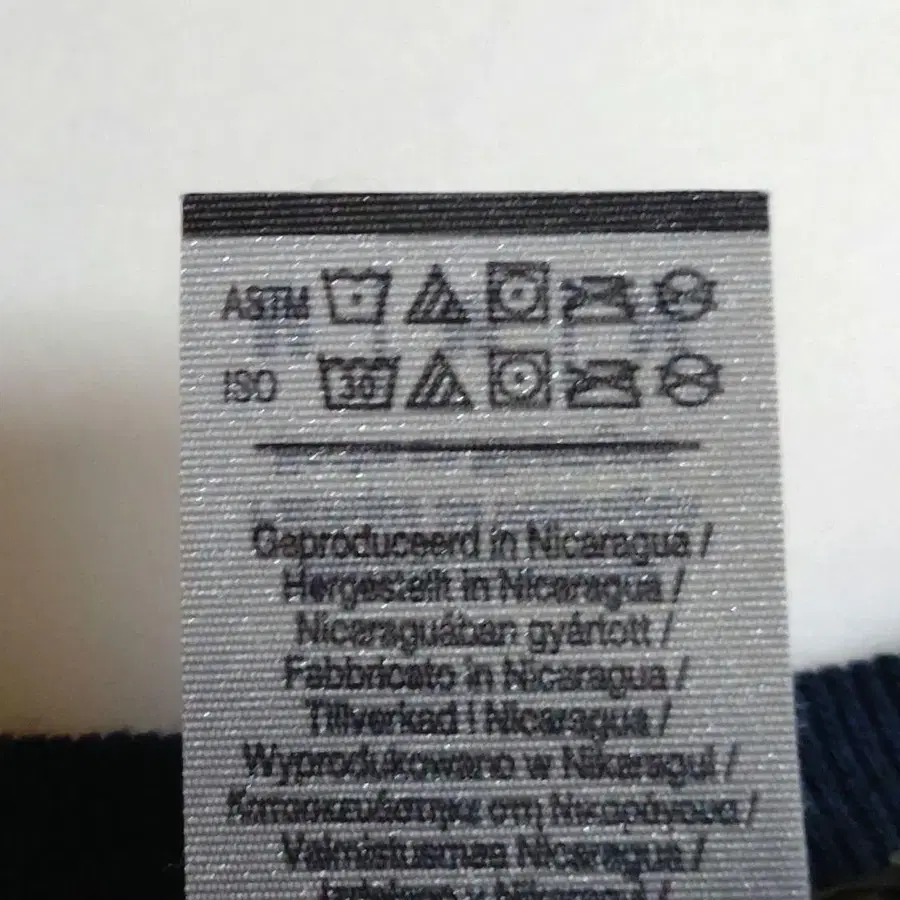 ASTM
ISO 30
Geproduceerd in Nicaragua /
Hergestellt in Nicaragua /
Nicaraguában gyártott /
Fabbricato in Nicaragua /
Tillverkad I Nicaragua /
Wyprodukowano w Nikaragui /
Valmistusmaa Nicaragua /